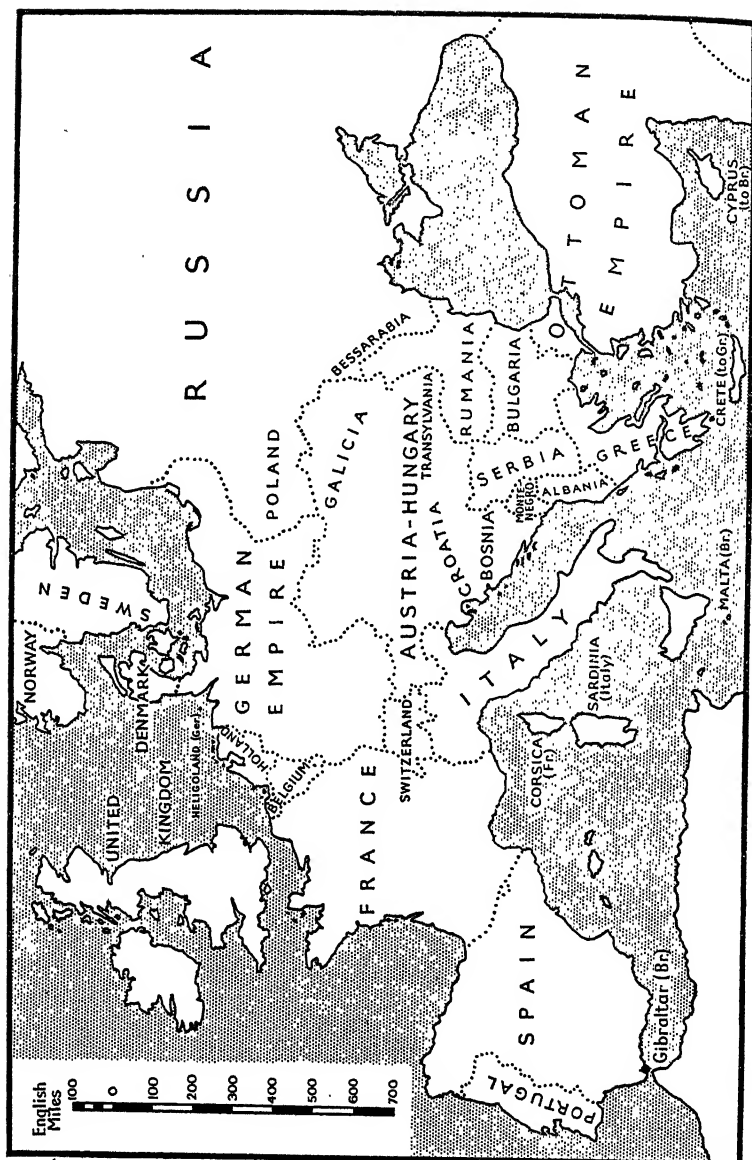 English
Miles
100
0
100
200
300
400
500
600
700
NORWAY
SWEDEN
RUSSIA
DENMARK
UNITED
KINGDOM
HELIGOLAND (Ger.)
HOLLAND
BELGIUM
GERMAN
EMPIRE
POLAND
GALICIA
BESSARABIA
FRANCE
SWITZERLAND
AUSTRIA-HUNGARY
TRANSYLVANIA
CROATIA
BOSNIA
RUMANIA
BULGARIA
SERBIA
MONTE-
NEGRO
ALBANIA
GREECE
OTTOMAN
EMPIRE
ITALY
CORSICA
(Fr.)
SARDINIA
(Italy)
SPAIN
PORTUGAL
Gibraltar (Br.)
MALTA (Br.)
CRETE (to Gr.)
CYPRUS
(to Br.)